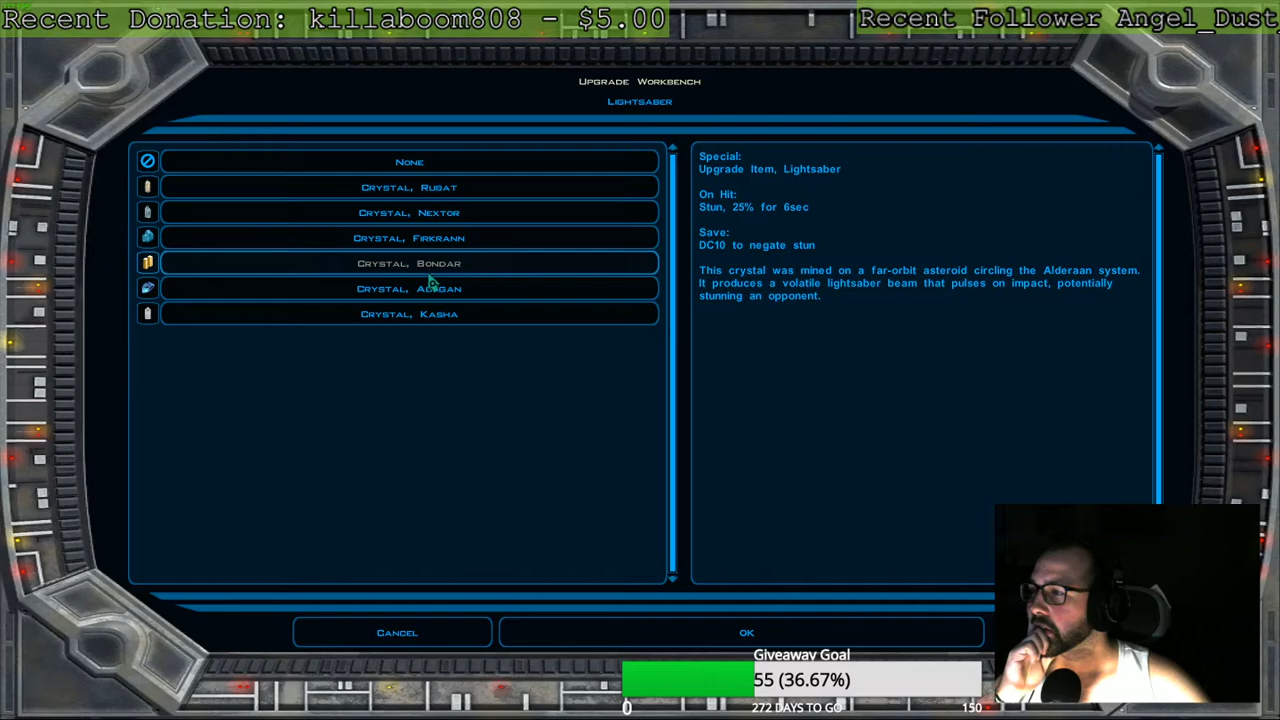 Recent Donation: killaboom808 - $5.00
Recent Follower Angel_Dust_
Upgrade Workbench
Lightsaber
None
Crystal, Rubat
Crystal, Nextor
Crystal, Firkrann
Crystal, Bondar
Crystal,
Crystal, Kasha
Special:
Upgrade Item, Lightsaber
On Hit:
Stun, 25% for 6sec
Save:
DC10 to negate stun
This crystal was mined on a far-orbit asteroid circling the Alderaan system.
It produces a volatile lightsaber beam that pulses on impact, potentially
stunning an opponent.
Cancel
OK
Giveaway Goal
55 (36.67%)
0
272 DAYS TO GO
150